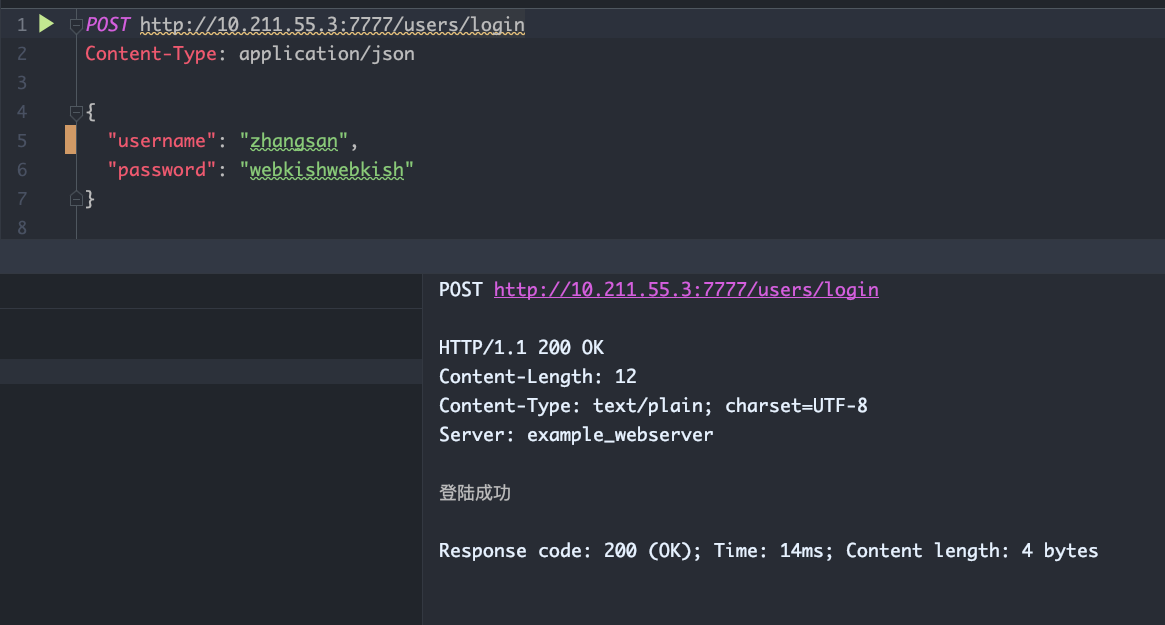 1 POST http://10.211.55.3:7777/users/login
2 Content-Type: application/json
3
4 {
5 "username": "zhangsan",
6 "password": "webkishwebkish"
7 }
8
POST http://10.211.55.3:7777/users/login
HTTP/1.1 200 OK
Content-Length: 12
Content-Type: text/plain; charset=UTF-8
Server: example_webserver
登陆成功
Response code: 200 (OK); Time: 14ms; Content length: 4 bytes